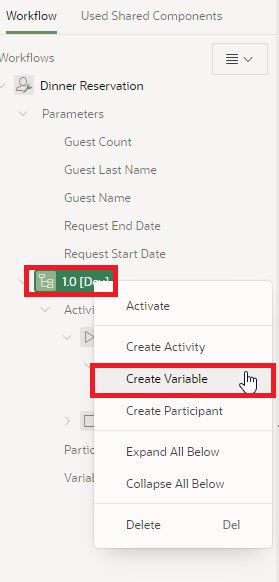 Workflow Used Shared Components
Workflows
Dinner Reservation
Parameters
Guest Count
Guest Last Name
Guest Name
Request End Date
Request Start Date
1.0 [Dev]
Activi
Partic
Variab
Activate
Create Activity
Create Variable
Create Participant
Expand All Below
Collapse All Below
Delete Del